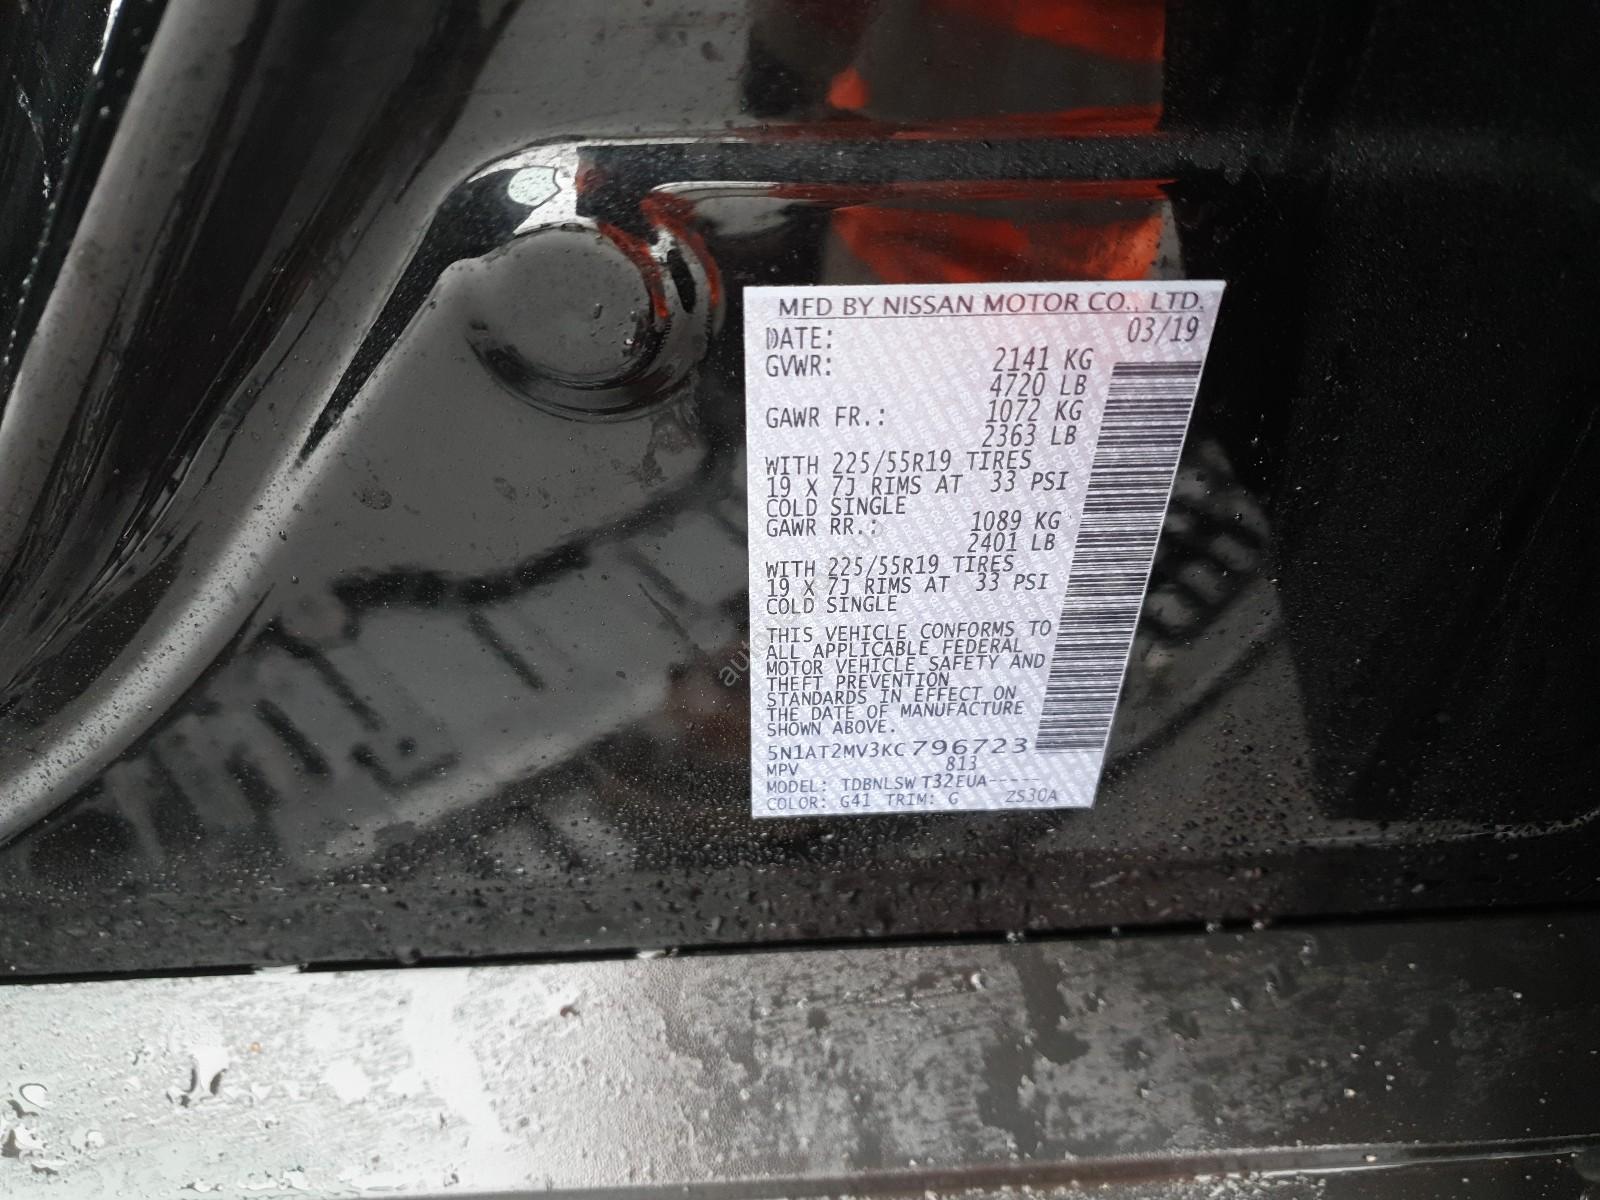 MFD BY NISSAN MOTOR CO., LTD.
DATE: 03/19
GVWR: 2141 KG
4720 LB
GAWR FR.: 1072 KG
2363 LB
WITH 225/55R19 TIRES
19 X 7J RIMS AT 33 PSI
COLD SINGLE
GAWR RR.: 1089 KG
2401 LB
WITH 225/55R19 TIRES
19 X 7J RIMS AT 33 PSI
COLD SINGLE
THIS VEHICLE CONFORMS TO
ALL APPLICABLE FEDERAL
MOTOR VEHICLE SAFETY AND
THEFT PREVENTION
STANDARDS IN EFFECT ON
THE DATE OF MANUFACTURE
SHOWN ABOVE.
5N1AT2MV3KC796723
MPV 813
MODEL: TDBNLSW T32EUA-----
COLOR: G41 TRIM: G ZS30A